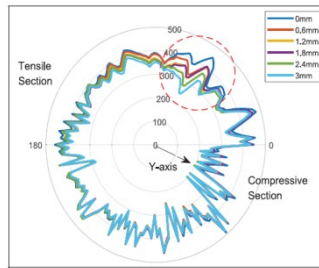 500
400
300
200
100
0
0mm
0.6mm
1.2mm
1.8mm
2.4mm
3mm
Tensile
Section
180
0
Y-axis
Compressive
Section